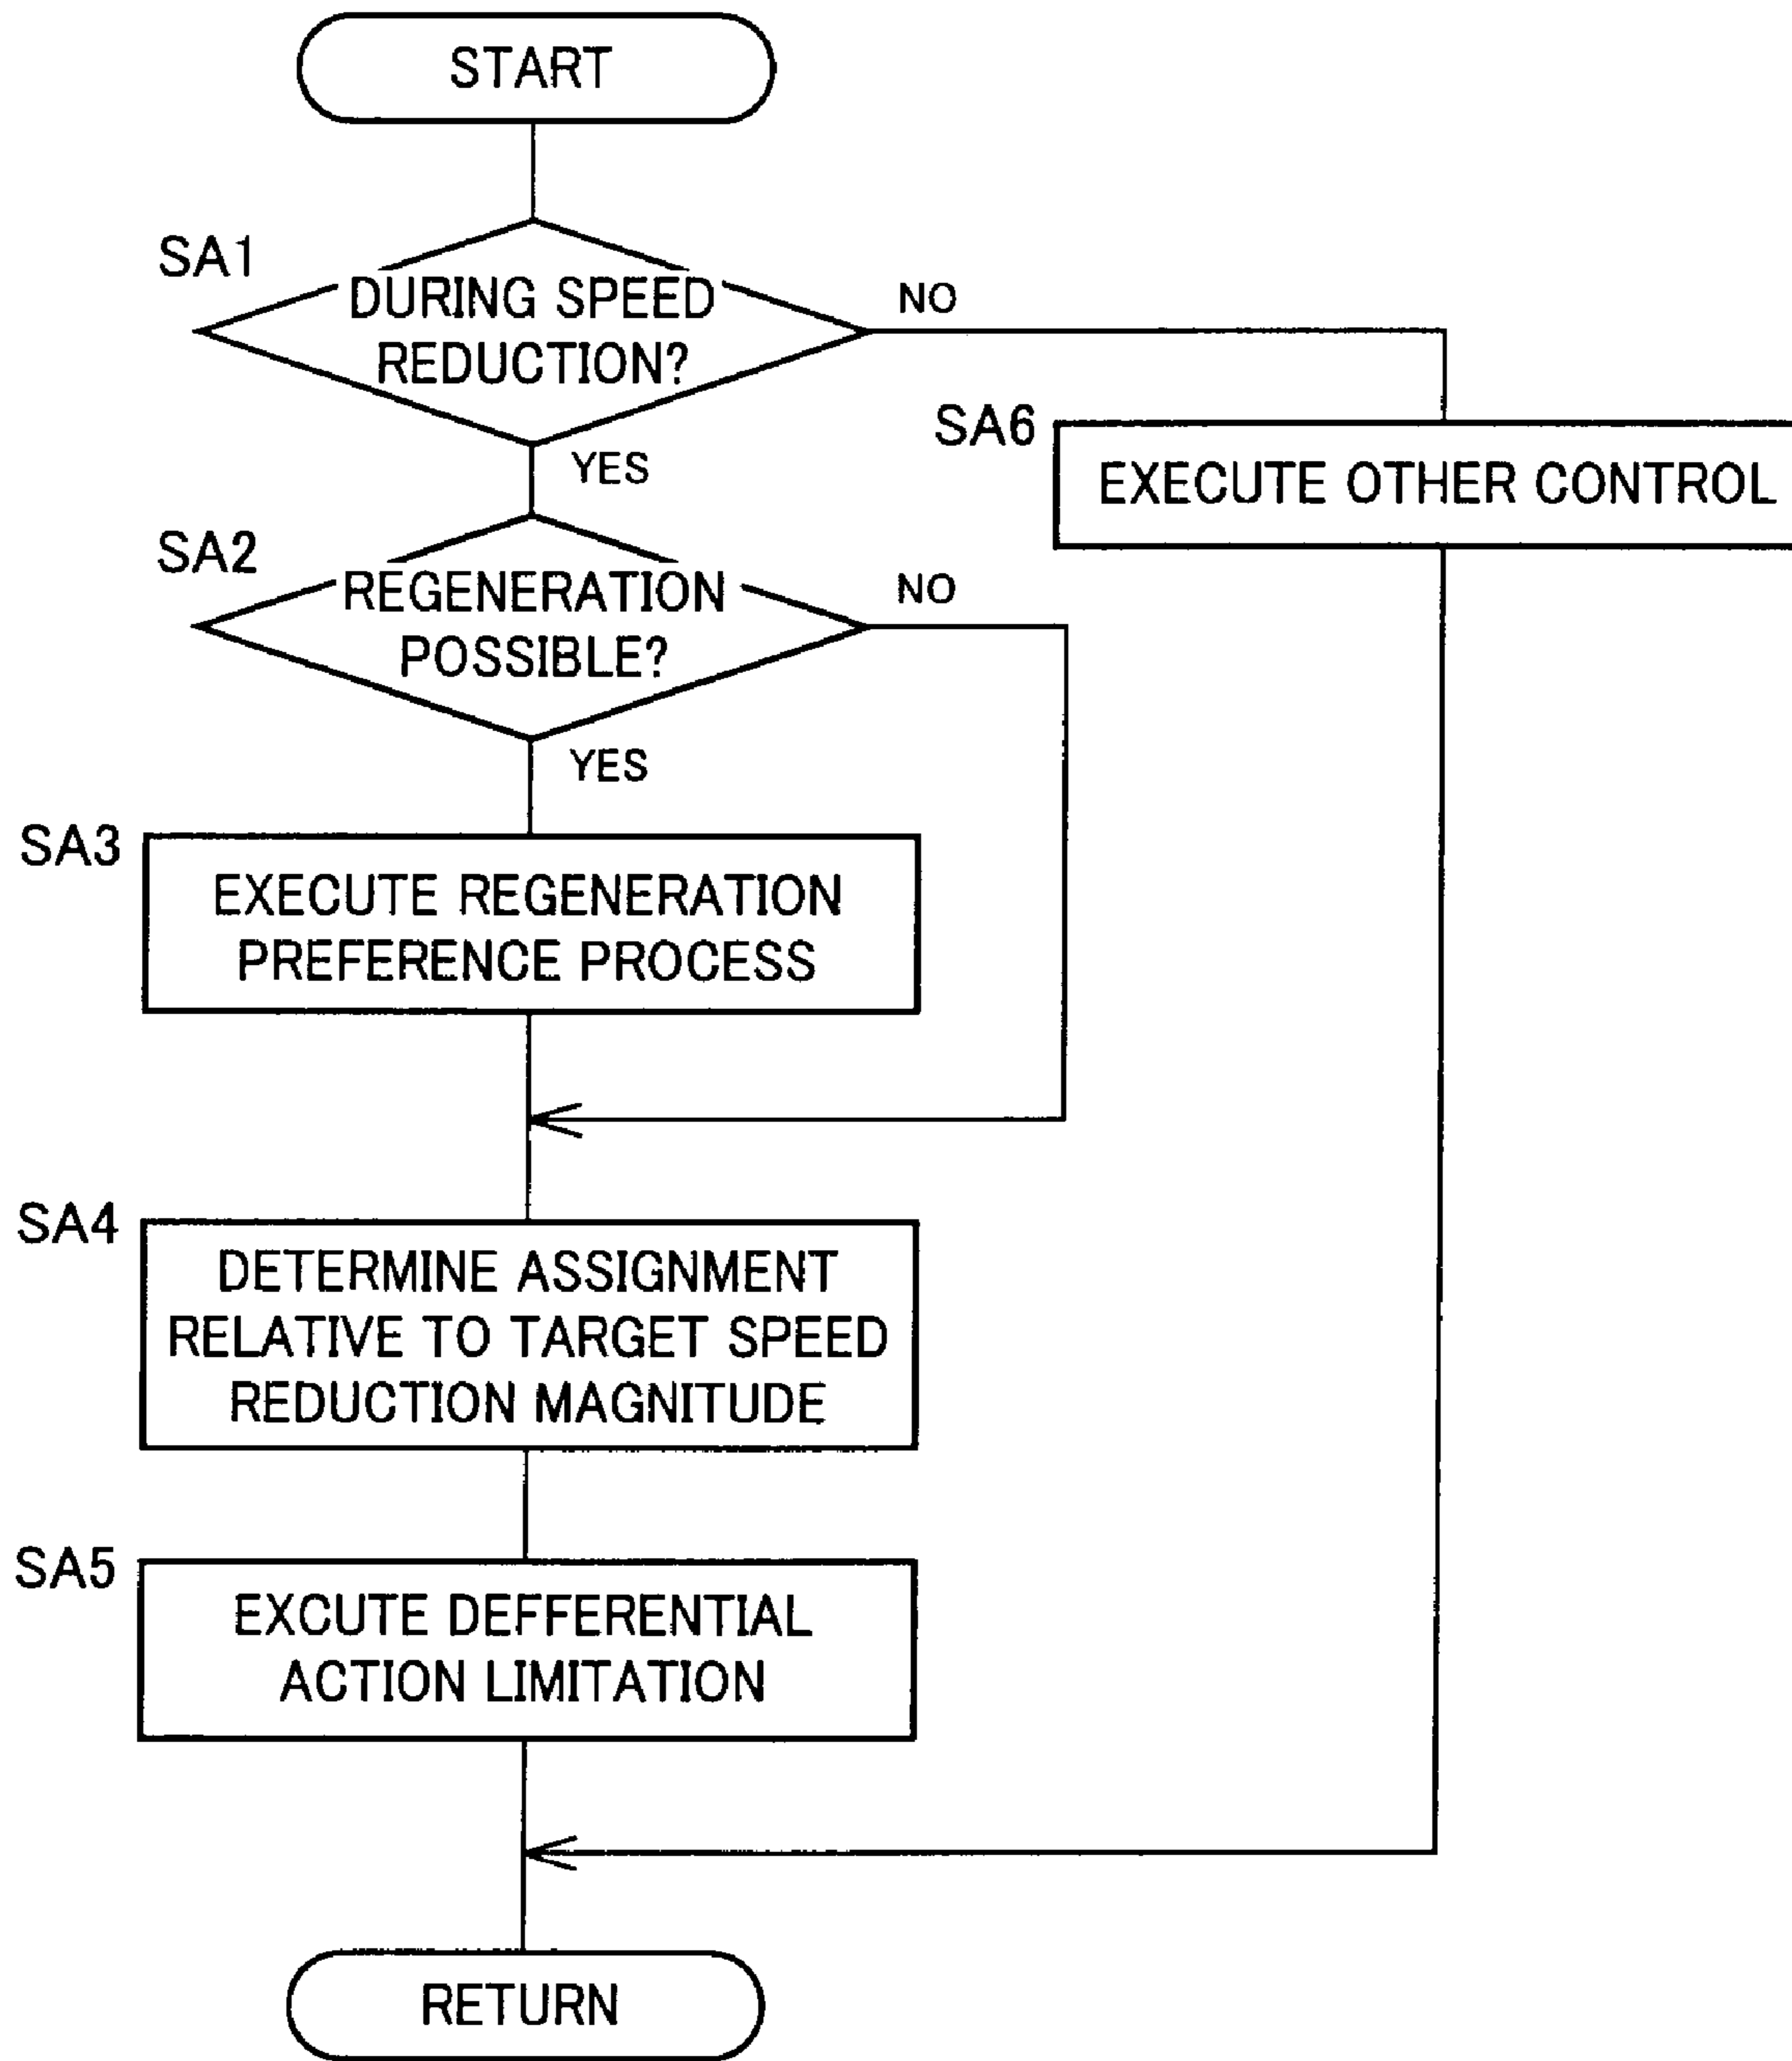 START
SA1
DURING SPEED
REDUCTION?
NO
YES
SA6
EXECUTE OTHER CONTROL
SA2
REGENERATION
POSSIBLE?
NO
YES
SA3
EXECUTE REGENERATION
PREFERENCE PROCESS
SA4
DETERMINE ASSIGNMENT
RELATIVE TO TARGET SPEED
REDUCTION MAGNITUDE
SA5
EXCUTE DEFFERENTIAL
ACTION LIMITATION
RETURN